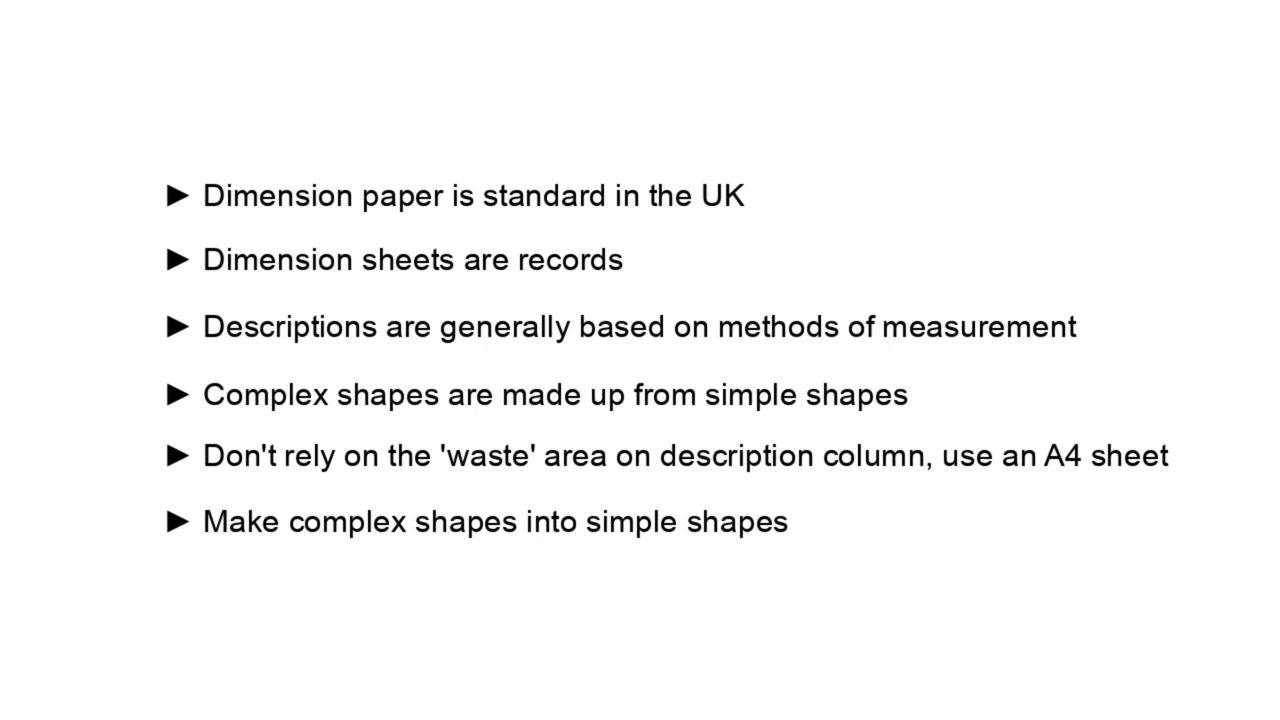 ► Dimension paper is standard in the UK
► Dimension sheets are records
► Descriptions are generally based on methods of measurement
► Complex shapes are made up from simple shapes
► Don't rely on the 'waste' area on description column, use an A4 sheet
► Make complex shapes into simple shapes